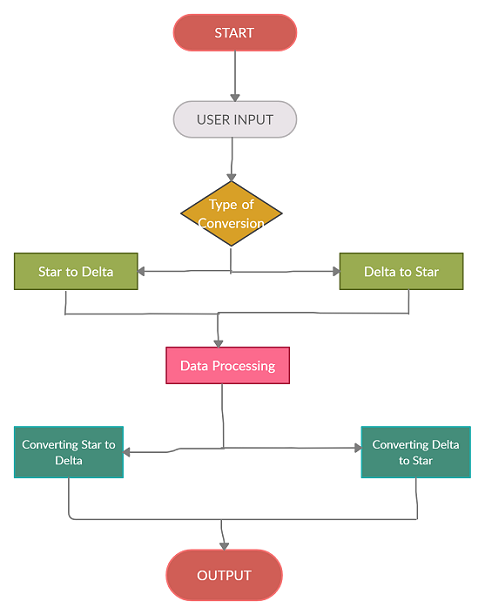 START
USER INPUT
Type of
Conversion
Star to Delta
Delta to Star
Data Processing
Converting Star to
Delta
Converting Delta
to Star
OUTPUT